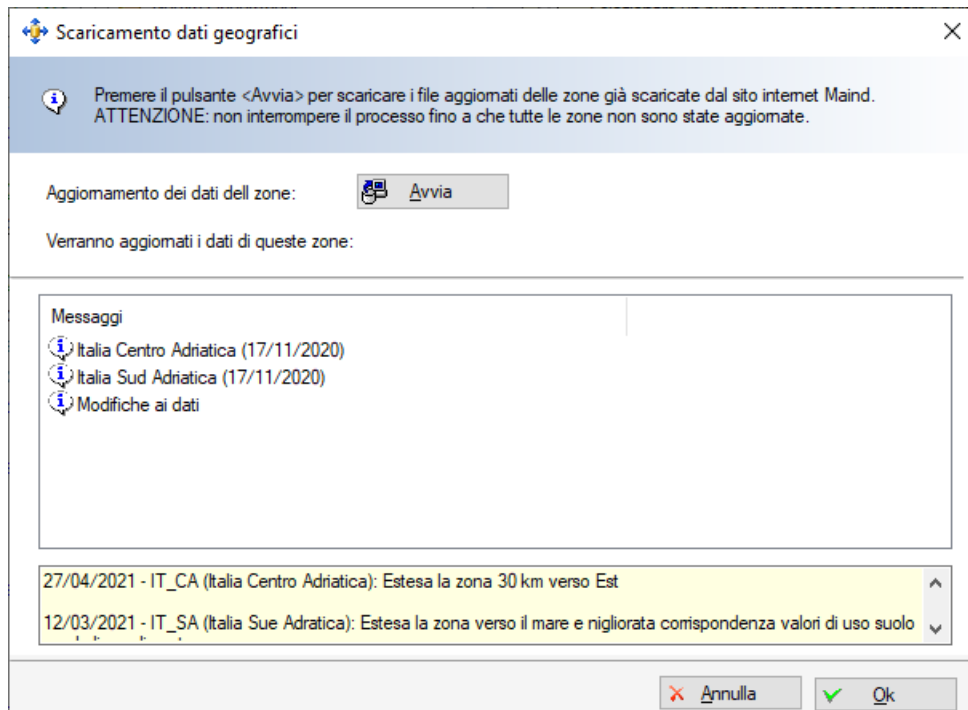 Scaricamento dati geografici
Premere il pulsante <Avvia> per scaricare i file aggiornati delle zone già scaricate dal sito internet Maind.
ATTENZIONE: non interrompere il processo fino a che tutte le zone non sono state aggiornate.
Aggiornamento dei dati dell zone:
Avvia
Verranno aggiornati i dati di queste zone:
Messaggi
Italia Centro Adriatica (17/11/2020)
Italia Sud Adriatica (17/11/2020)
Modifiche ai dati
27/04/2021 - IT_CA (Italia Centro Adriatica): Estesa la zona 30 km verso Est
12/03/2021 - IT_SA (Italia Sue Adratica): Estesa la zona verso il mare e nigliorata corrispondenza valori di uso suolo
Annulla
Ok